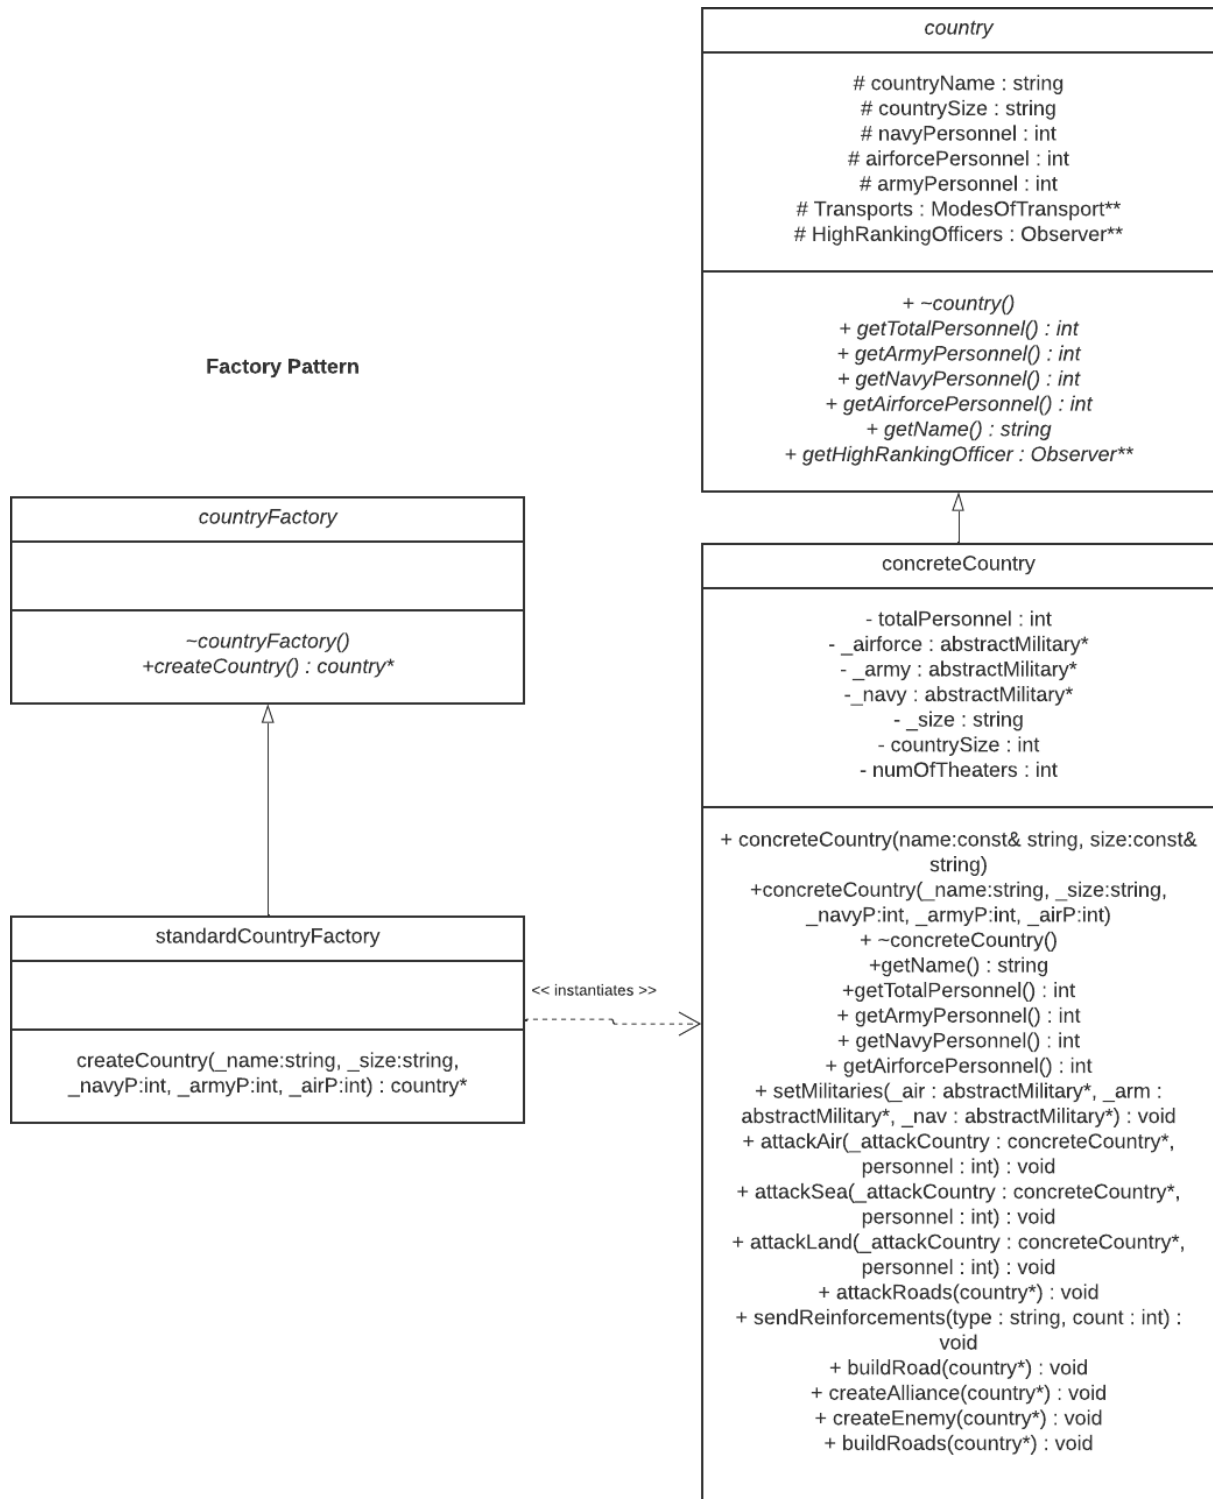 country
# countryName : string
# countrySize : string
# navyPersonnel : int
# airforcePersonnel : int
# armyPersonnel : int
# Transports : ModesOfTransport**
# HighRankingOfficers : Observer**
+ ~country()
+ getTotalPersonnel() : int
+ getArmyPersonnel() : int
+ getNavyPersonnel() : int
+ getAirforcePersonnel() : int
+ getName() : string
+ getHighRankingOfficer : Observer**
Factory Pattern
countryFactory
~countryFactory()
+createCountry() : country*
concreteCountry
- totalPersonnel : int
- _airforce : abstractMilitary*
- _army : abstractMilitary*
-_navy : abstractMilitary*
- _size : string
- countrySize : int
- numOfTheaters : int
+ concreteCountry(name:const& string, size:const&
string)
+concreteCountry(_name:string, _size:string,
_navyP:int, _armyP:int, _airP:int)
+ ~concreteCountry()
+getName() : string
+getTotalPersonnel() : int
+ getArmyPersonnel() : int
+ getNavyPersonnel() : int
+ getAirforcePersonnel() : int
+ setMilitaries(_air : abstractMilitary*, _arm :
abstractMilitary*, _nav : abstractMilitary*) : void
+ attackAir(_attackCountry : concreteCountry*,
personnel : int) : void
+ attackSea(_attackCountry : concreteCountry*,
personnel : int) : void
+ attackLand(_attackCountry : concreteCountry*,
personnel : int) : void
+ attackRoads(country*) : void
+ sendReinforcements(type : string, count : int) :
void
+ buildRoad(country*) : void
+ createAlliance(country*) : void
+ createEnemy(country*) : void
+ buildRoads(country*) : void
standardCountryFactory
<< instantiates >>
createCountry(_name:string, _size:string,
_navyP:int, _armyP:int, _airP:int) : country*